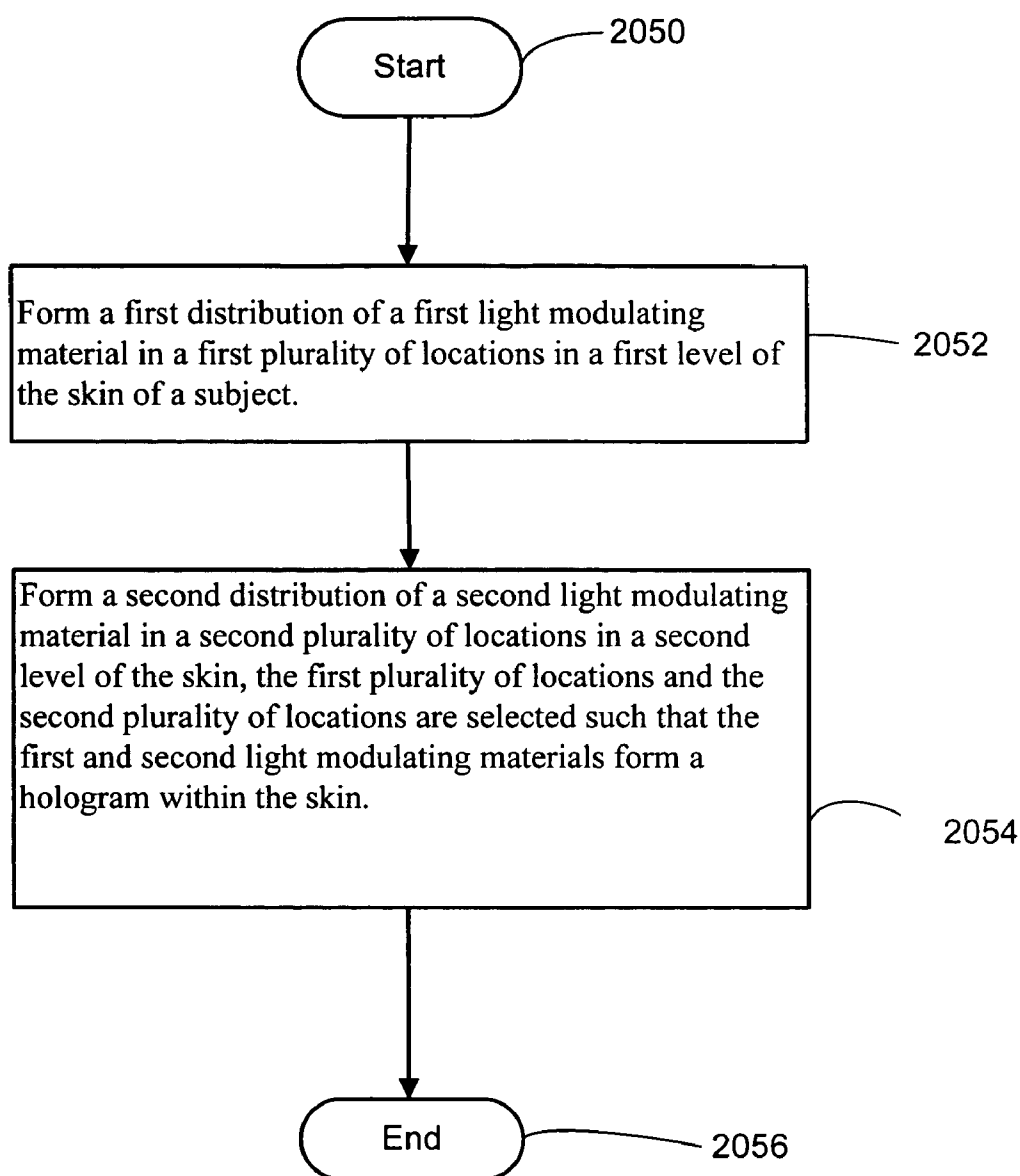 2050
Start
Form a first distribution of a first light modulating
material in a first plurality of locations in a first level of
the skin of a subject.
2052
Form a second distribution of a second light modulating
material in a second plurality of locations in a second
level of the skin, the first plurality of locations and the
second plurality of locations are selected such that the
first and second light modulating materials form a
hologram within the skin.
2054
End
2056